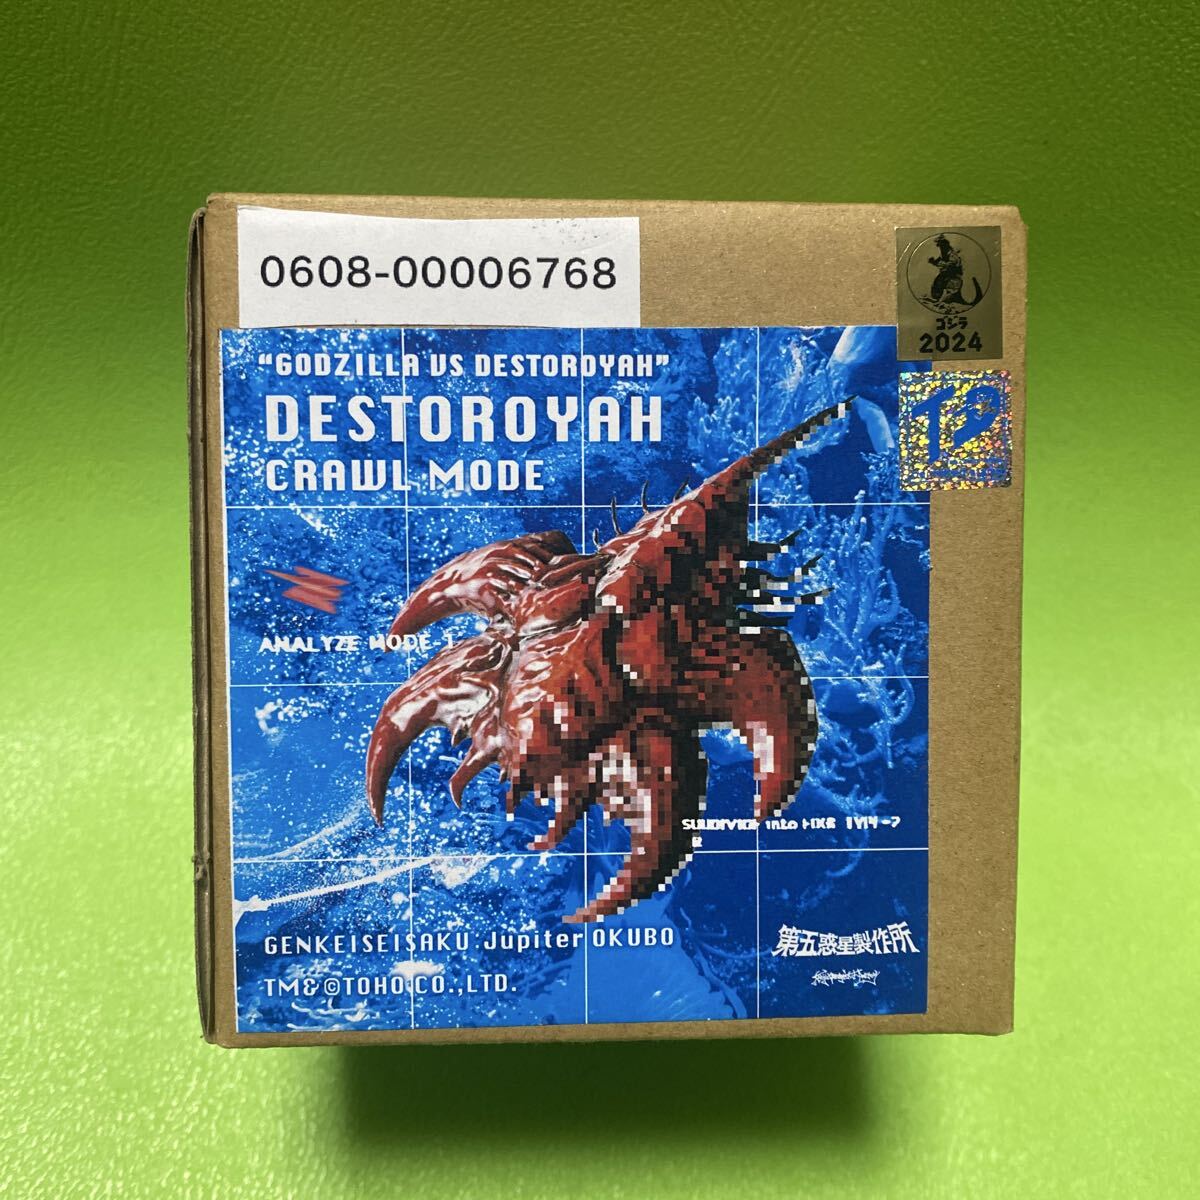 0608-00006768
ゴジラ
2024
"GODZILLA VS DESTOROYAH"
DESTOROYAH
CRAWL MODE
ANALYZE MODE-1
into
GENKEISEISAKU:Jupiter OKUBO
第五惑星製作所
TM&©TOHO CO.,LTD.